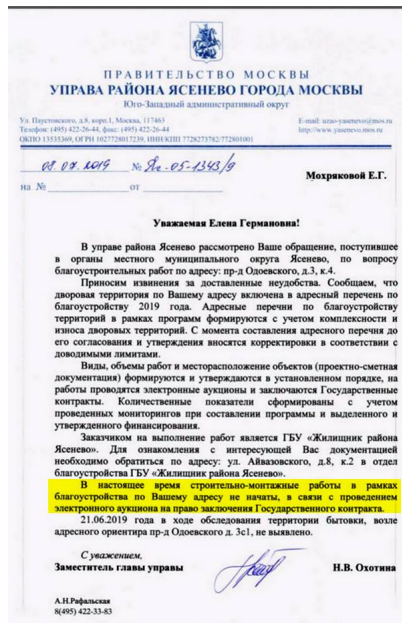 ПРАВИТЕЛЬСТВО МОСКВЫ
УПРАВА РАЙОНА ЯСЕНЕВО ГОРОДА МОСКВЫ
Юго-Западный административный округ
Ул. Паустовского, д.8, корп.1, Москва, 117463
E-mail: uzao-yasenevo@mos.ru
Телефон: (495) 422-26-44, факс: (495) 422-26-44
http://www.yasenevo.mos.ru
ОКПО 13535369, ОГРН 1027728017239, ИНН КПП 7728273782/772801001
08.07.2019 № Яс-05-1343/9
на № от
Мохряковой Е.Г.
Уважаемая Елена Германовна!
В управе района Ясенево рассмотрено Ваше обращение, поступившее
в органы местного муниципального округа Ясенево, по вопросу
благоустроительных работ по адресу: пр-д Одоевского, д.3, к.4.
Приносим извинения за доставленные неудобства. Сообщаем, что
дворовая территория по Вашему адресу включена в адресный перечень по
благоустройству 2019 года. Адресные перечни по благоустройству
территорий в рамках программ формируются с учетом комплексности и
износа дворовых территорий. С момента составления адресного перечня до
его согласования и утверждения вносятся корректировки в соответствии с
доводимыми лимитами.
Виды, объемы работ и месторасположение объектов (проектно-сметная
документация) формируются и утверждаются в установленном порядке, на
работы проводятся электронные аукционы и заключаются Государственные
контракты. Количественные показатели сформированы с учетом
проведенных мониторингов при составлении программы и выделенного и
утвержденного финансирования.
Заказчиком на выполнение работ является ГБУ «Жилищник района
Ясенево». Для ознакомления с интересующей Вас документацией
необходимо обратиться по адресу: ул. Айвазовского, д.8, к.2 в отдел
благоустройства ГБУ «Жилищник района Ясенево».
В настоящее время строительно-монтажные работы в рамках
благоустройства по Вашему адресу не начаты, в связи с проведением
электронного аукциона на право заключения Государственного контракта.
21.06.2019 года в ходе обследования территории бытовки, возле
адресного ориентира пр-д Одоевского д. 3с1, не выявлено.
С уважением,
Заместитель главы управы
Н.В. Охотина
А.Н.Рафальская
8(495) 422-33-83